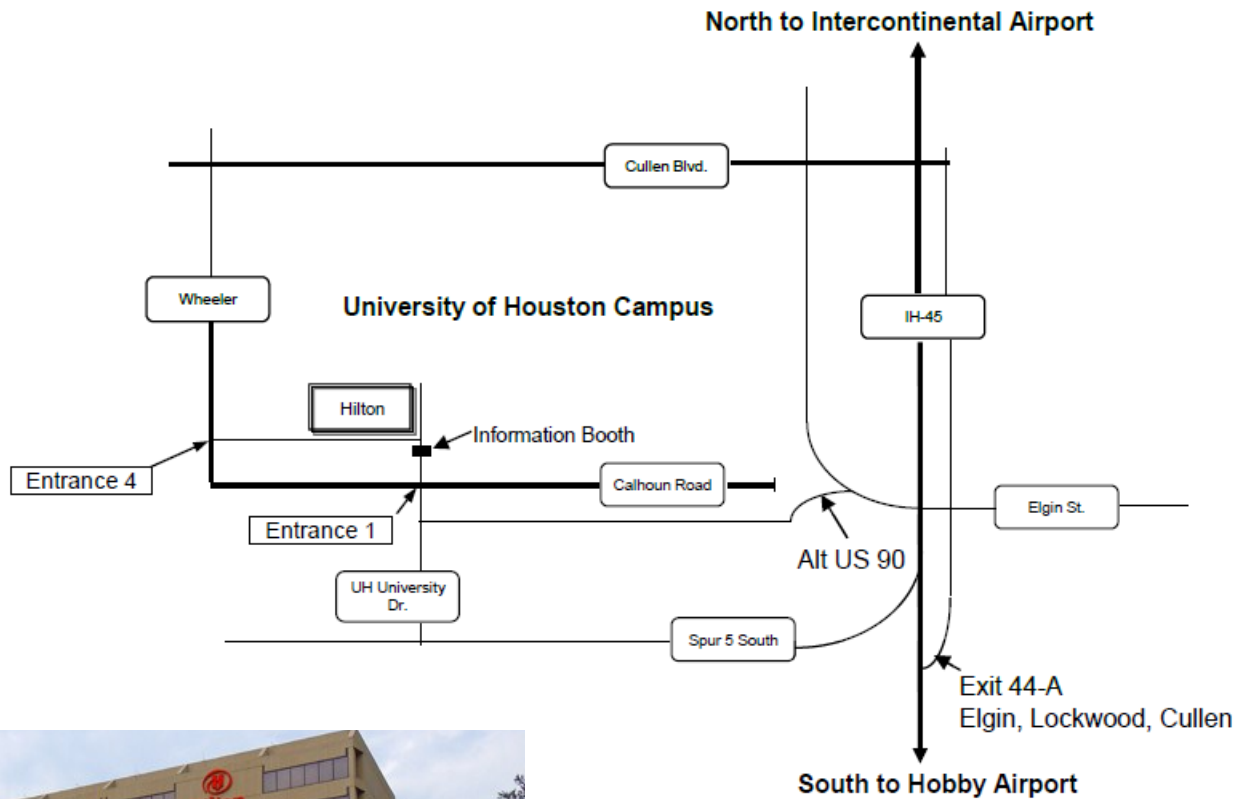 North to Intercontinental Airport
Cullen Blvd.
Wheeler
University of Houston Campus
IH-45
Hilton
Information Booth
Entrance 4
Calhoun Road
Entrance 1
Elgin St.
Alt US 90
UH University
Dr.
Spur 5 South
Exit 44-A
Elgin, Lockwood, Cullen
South to Hobby Airport